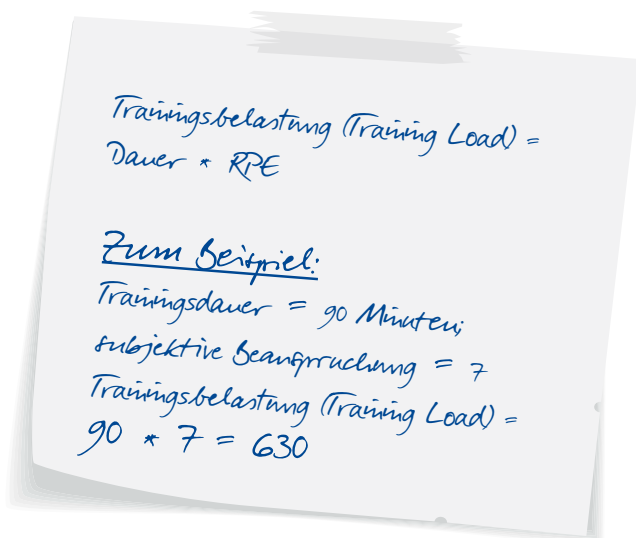 Trainingsbelastung (Training Load) =
Dauer * RPE
Zum Beispiel:
Trainingsdauer = 90 Minuten;
subjektive Beanspruchung = 7
Trainingsbelastung (Training Load) =
90 * 7 = 630